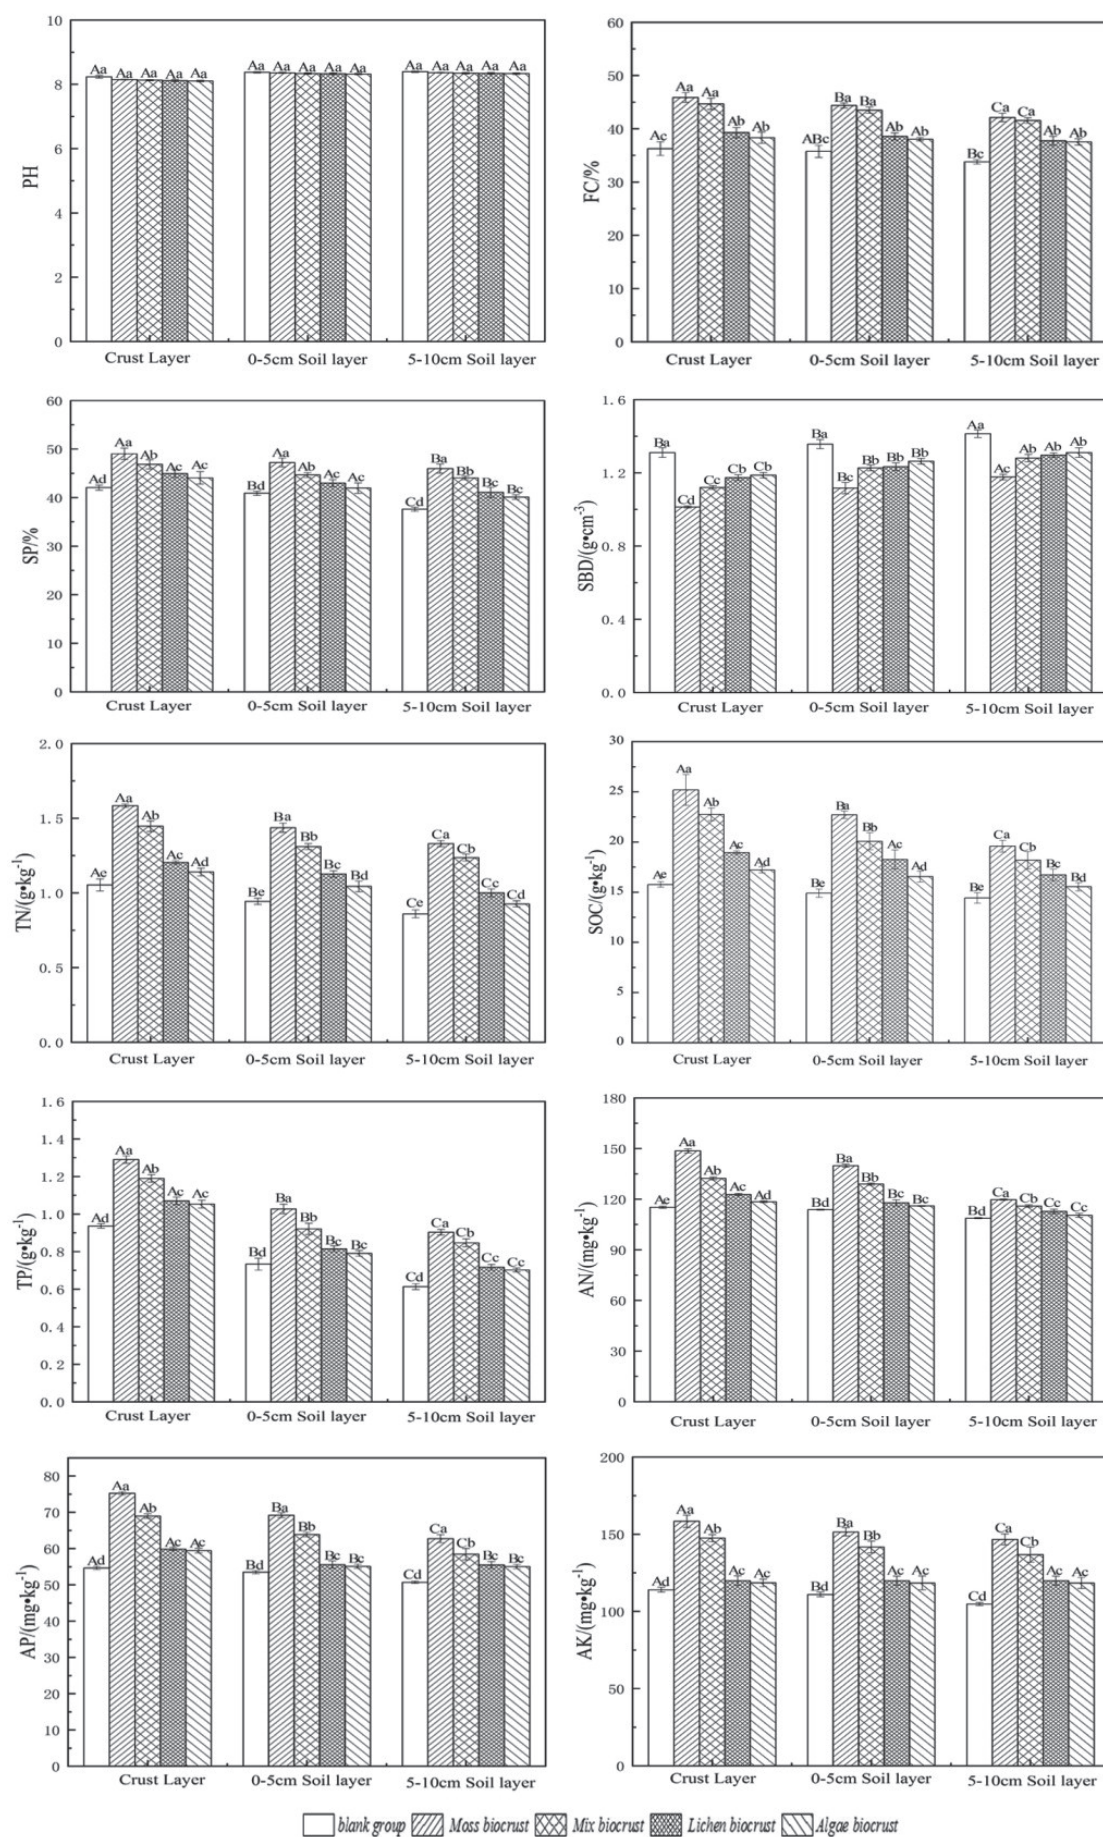 10
8
6
4
2
0
PH
Aa Aa Aa Aa Aa
Aa Aa Aa Aa Aa
Aa Aa Aa Aa Aa
Crust Layer 0-5cm Soil layer 5-10cm Soil layer
60
50
40
30
20
10
0
FC/%
Ac Aa Aa Ab Ab
ABc Ba Ba Ab Ab
Bc Ca Ca Ab Ab
Crust Layer 0-5cm Soil layer 5-10cm Soil layer
60
50
40
30
20
10
0
SP/%
Ad Aa Ab Ac Ac
Bd Aa Ab Ac Ac
Cd Ba Bb Bc Bc
Crust Layer 0-5cm Soil layer 5-10cm Soil layer
1.6
1.2
0.8
0.4
0.0
SBD/(g•cm⁻³)
Ba Cd Cc Cb Cb
Ba Bc Bb Bb Bb
Aa Ac Ab Ab Ab
Crust Layer 0-5cm Soil layer 5-10cm Soil layer
2.0
1.5
1.0
0.5
0.0
TN/(g•kg⁻¹)
Ae Aa Ab Ac Ad
Be Ba Bb Bc Bd
Ce Ca Cb Cc Cd
Crust Layer 0-5cm Soil layer 5-10cm Soil layer
30
25
20
15
10
5
0
SOC/(g•kg⁻¹)
Ae Aa Ab Ac Ad
Be Ba Bb Ac Ad
Be Ca Cb Bc Bd
Crust Layer 0-5cm Soil layer 5-10cm Soil layer
1.6
1.4
1.2
1.0
0.8
0.6
0.4
0.2
0.0
TP/(g•kg⁻¹)
Ad Aa Ab Ac Ac
Bd Ba Bb Bc Bc
Cd Ca Cb Cc Cc
Crust Layer 0-5cm Soil layer 5-10cm Soil layer
180
150
120
90
60
30
0
AN/(mg•kg⁻¹)
Ae Aa Ab Ac Ad
Bd Ba Bb Bc Bc
Bd Ca Cb Cc Cc
Crust Layer 0-5cm Soil layer 5-10cm Soil layer
80
70
60
50
40
30
20
10
0
AP/(mg•kg⁻¹)
Ad Aa Ab Ac Ac
Bd Ba Bb Bc Bc
Cd Ca Cb Bc Bc
Crust Layer 0-5cm Soil layer 5-10cm Soil layer
200
150
100
50
0
AK/(mg•kg⁻¹)
Ad Aa Ab Ac Ac
Bd Ba Bb Ac Ac
Cd Ca Cb Ac Ac
Crust Layer 0-5cm Soil layer 5-10cm Soil layer
blank group Moss biocrust Mix biocrust Lichen biocrust Algae biocrust